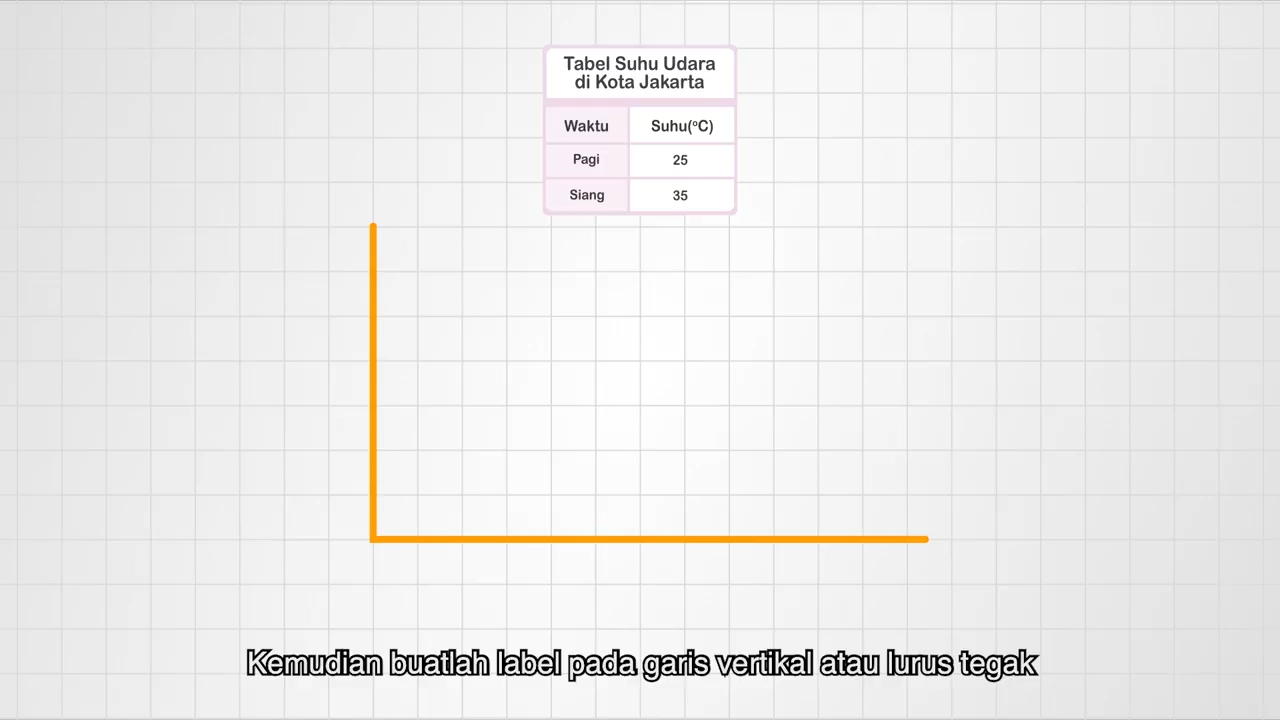 Tabel Suhu Udara
di Kota Jakarta
Waktu Suhu(°C)
Pagi 25
Siang 35
Kemudian buatlah label pada garis vertikal atau lurus tegak